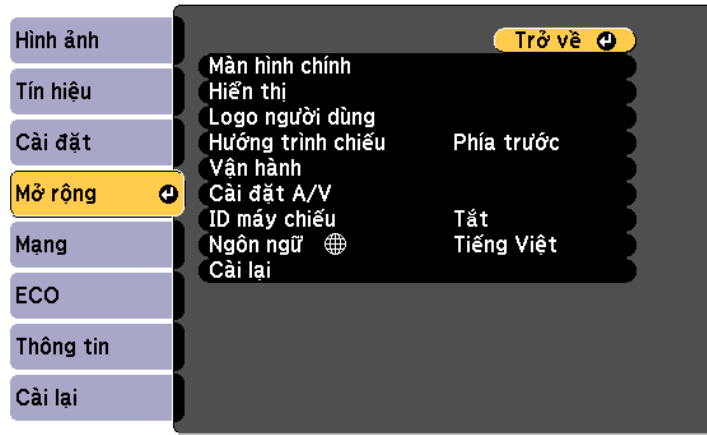 Hình ảnh
Tín hiệu
Cài đặt
Mở rộng
Mạng
ECO
Thông tin
Cài lại
Trở về
Màn hình chính
Hiển thị
Logo người dùng
Hướng trình chiếu Phía trước
Vận hành
Cài đặt A/V
ID máy chiếu Tắt
Ngôn ngữ Tiếng Việt
Cài lại